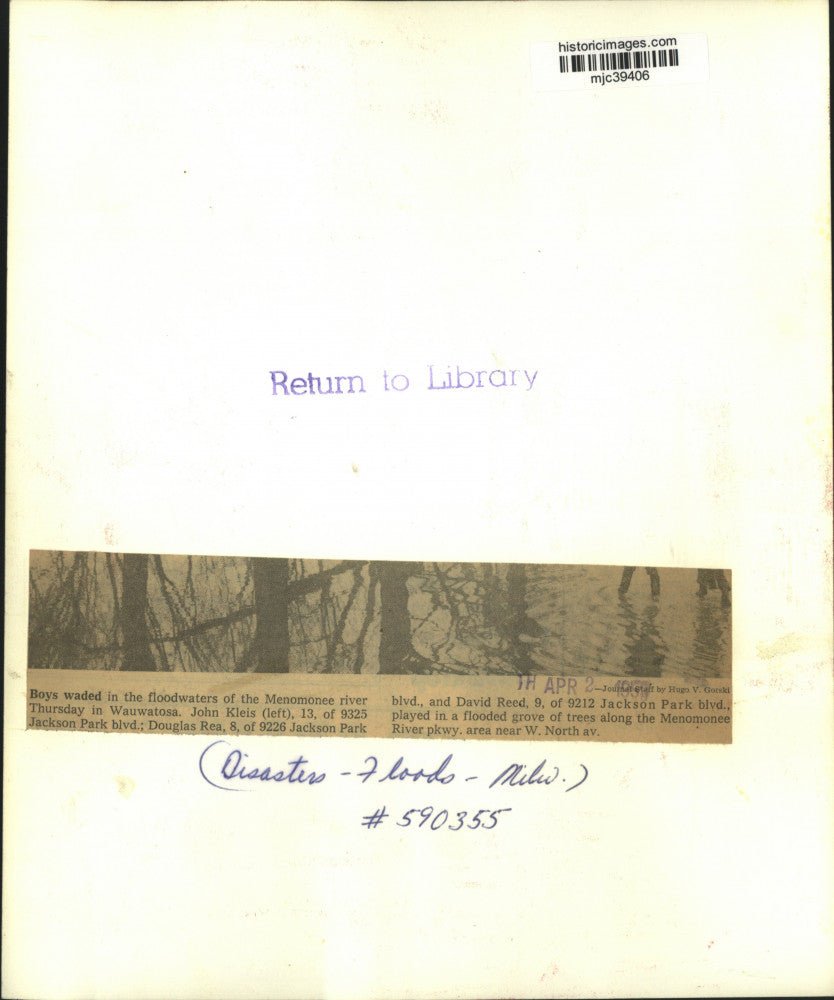 historicimages.com
mjc39406
Return to Library
TH APR 2-
Journal Staff by Hugo V. Gorski
Boys waded in the floodwaters of the Menomonee river
Thursday in Wauwatosa. John Kleis (left), 13, of 9325
Jackson Park blvd.; Douglas Rea, 8, of 9226 Jackson Park
blvd., and David Reed, 9, of 9212 Jackson Park blvd.,
played in a flooded grove of trees along the Menomonee
River pkwy. area near W. North av.
(Disasters - Floods - Milw.)
# 590355